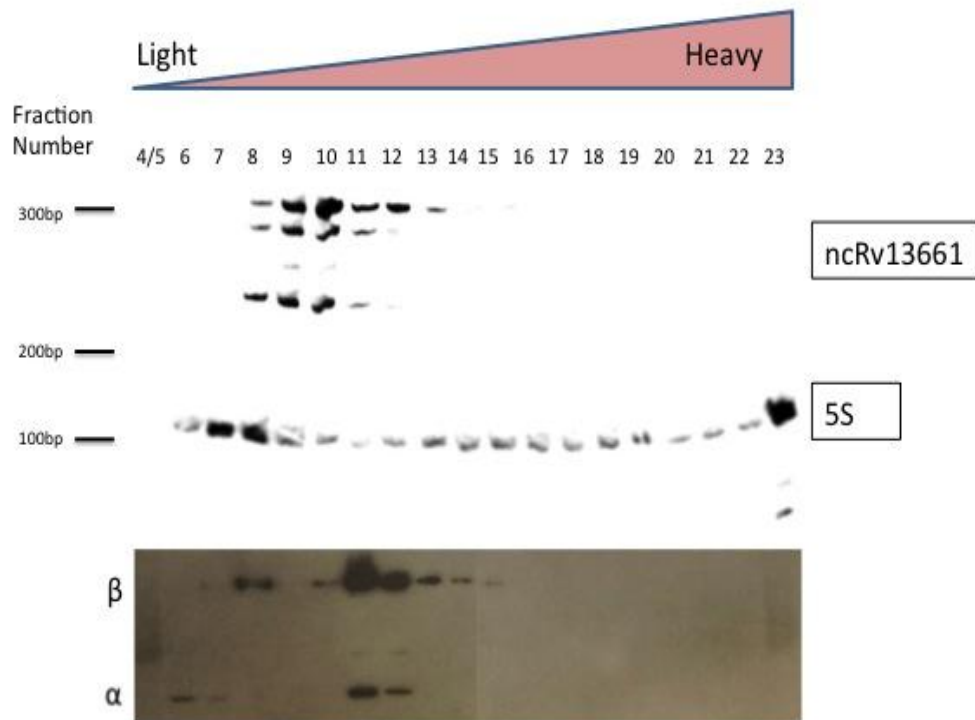 Light
Heavy
Fraction
Number
4/5 6 7 8 9 10 11 12 13 14 15 16 17 18 19 20 21 22 23
300bp
ncRv13661
200bp
5S
100bp
β
α